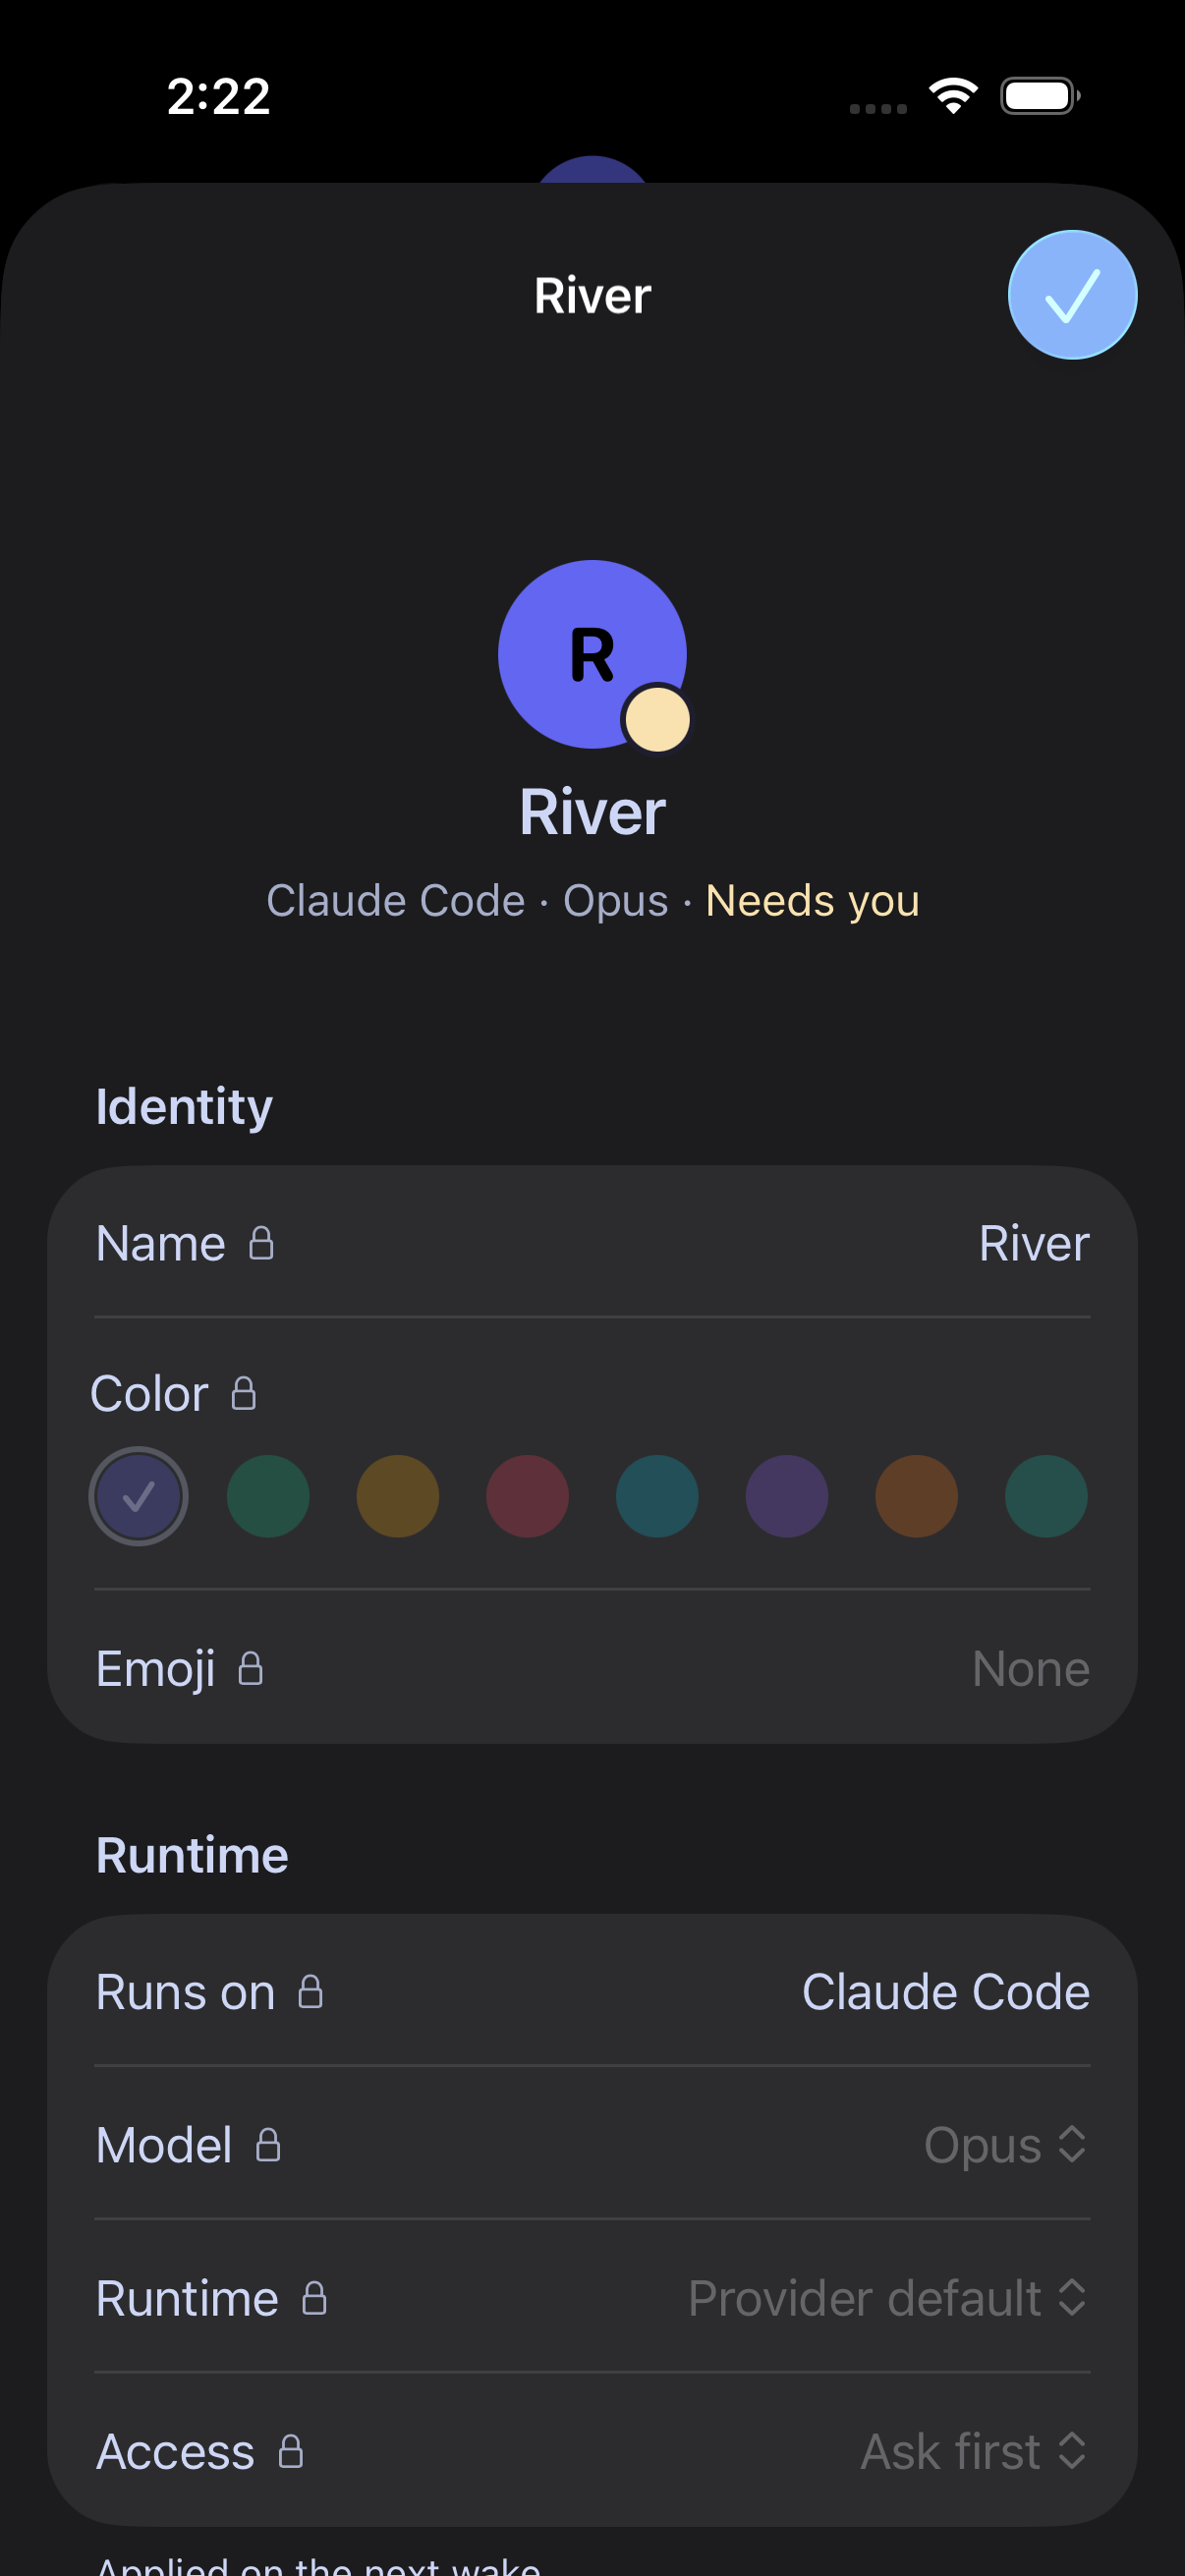 2:22
River
R
River
Claude Code · Opus · Needs you
Identity
Name River
Color
Emoji None
Runtime
Runs on Claude Code
Model Opus
Runtime Provider default
Access Ask first
Applied on the next wake